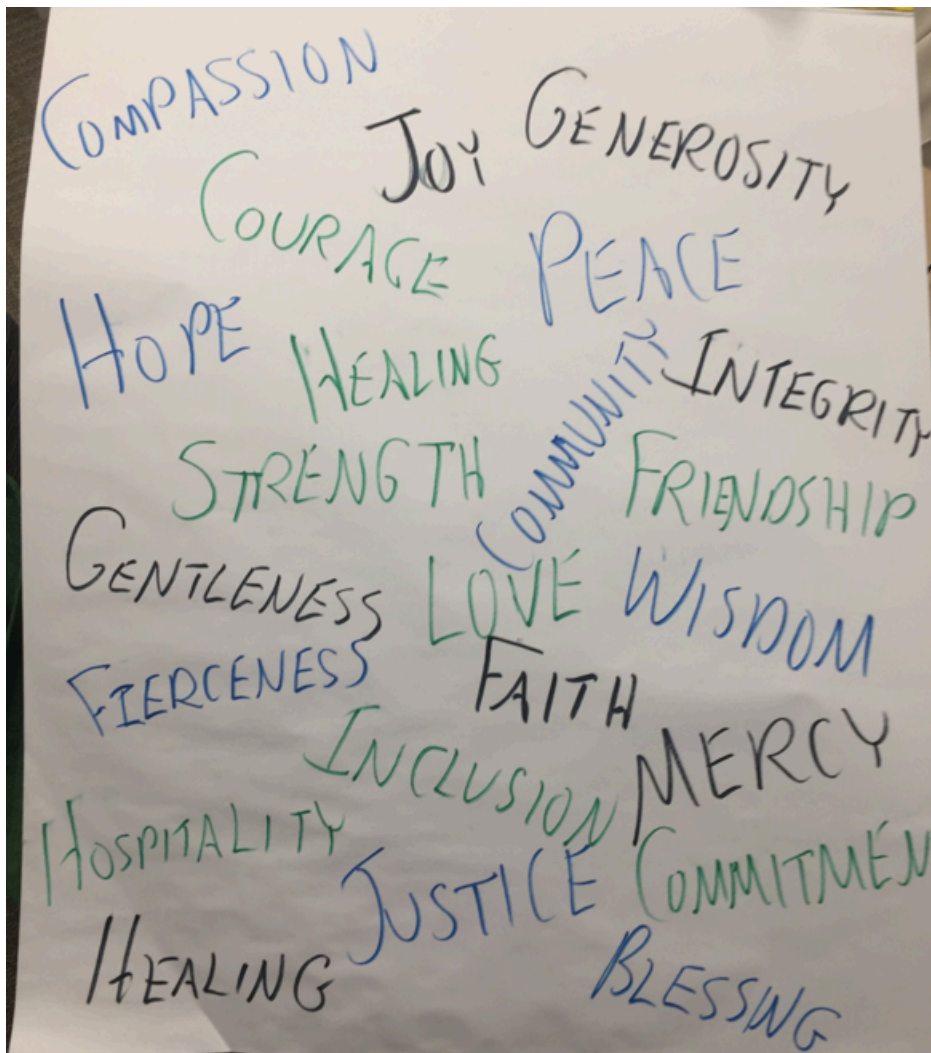 COMPASSION
JOY
GENEROSITY
COURAGE
PEACE
HOPE
HEALING
COMMUNITY
INTEGRITY
STRENGTH
FRIENDSHIP
GENTLENESS
LOVE
WISDOM
FIERCENESS
FAITH
INCLUSION
MERCY
HOSPITALITY
JUSTICE
COMMITMEN
HEALING
BLESSING